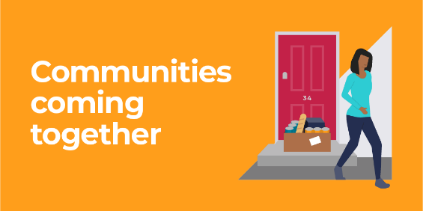 Communities
coming
together
34